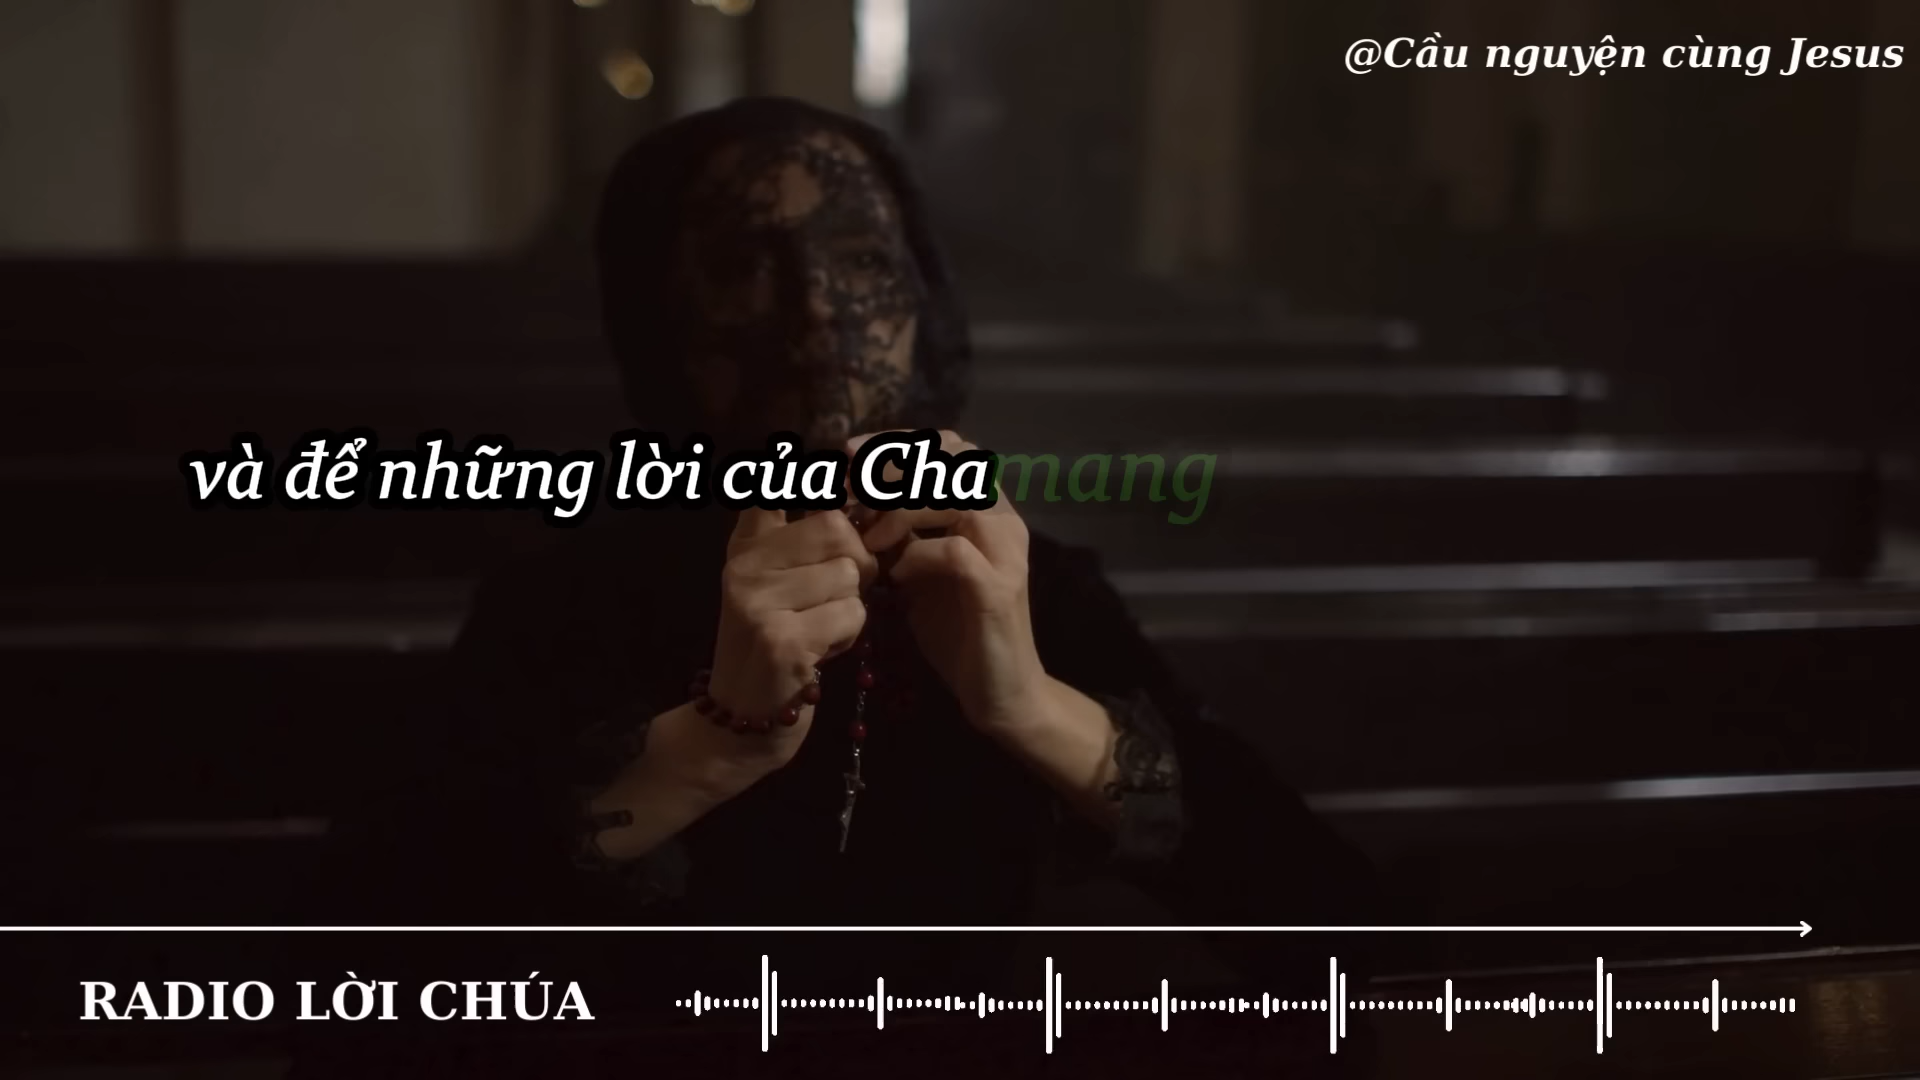 @Cầu nguyện cùng Jesus
và để những lời của Cha mang
RADIO LỜI CHÚA